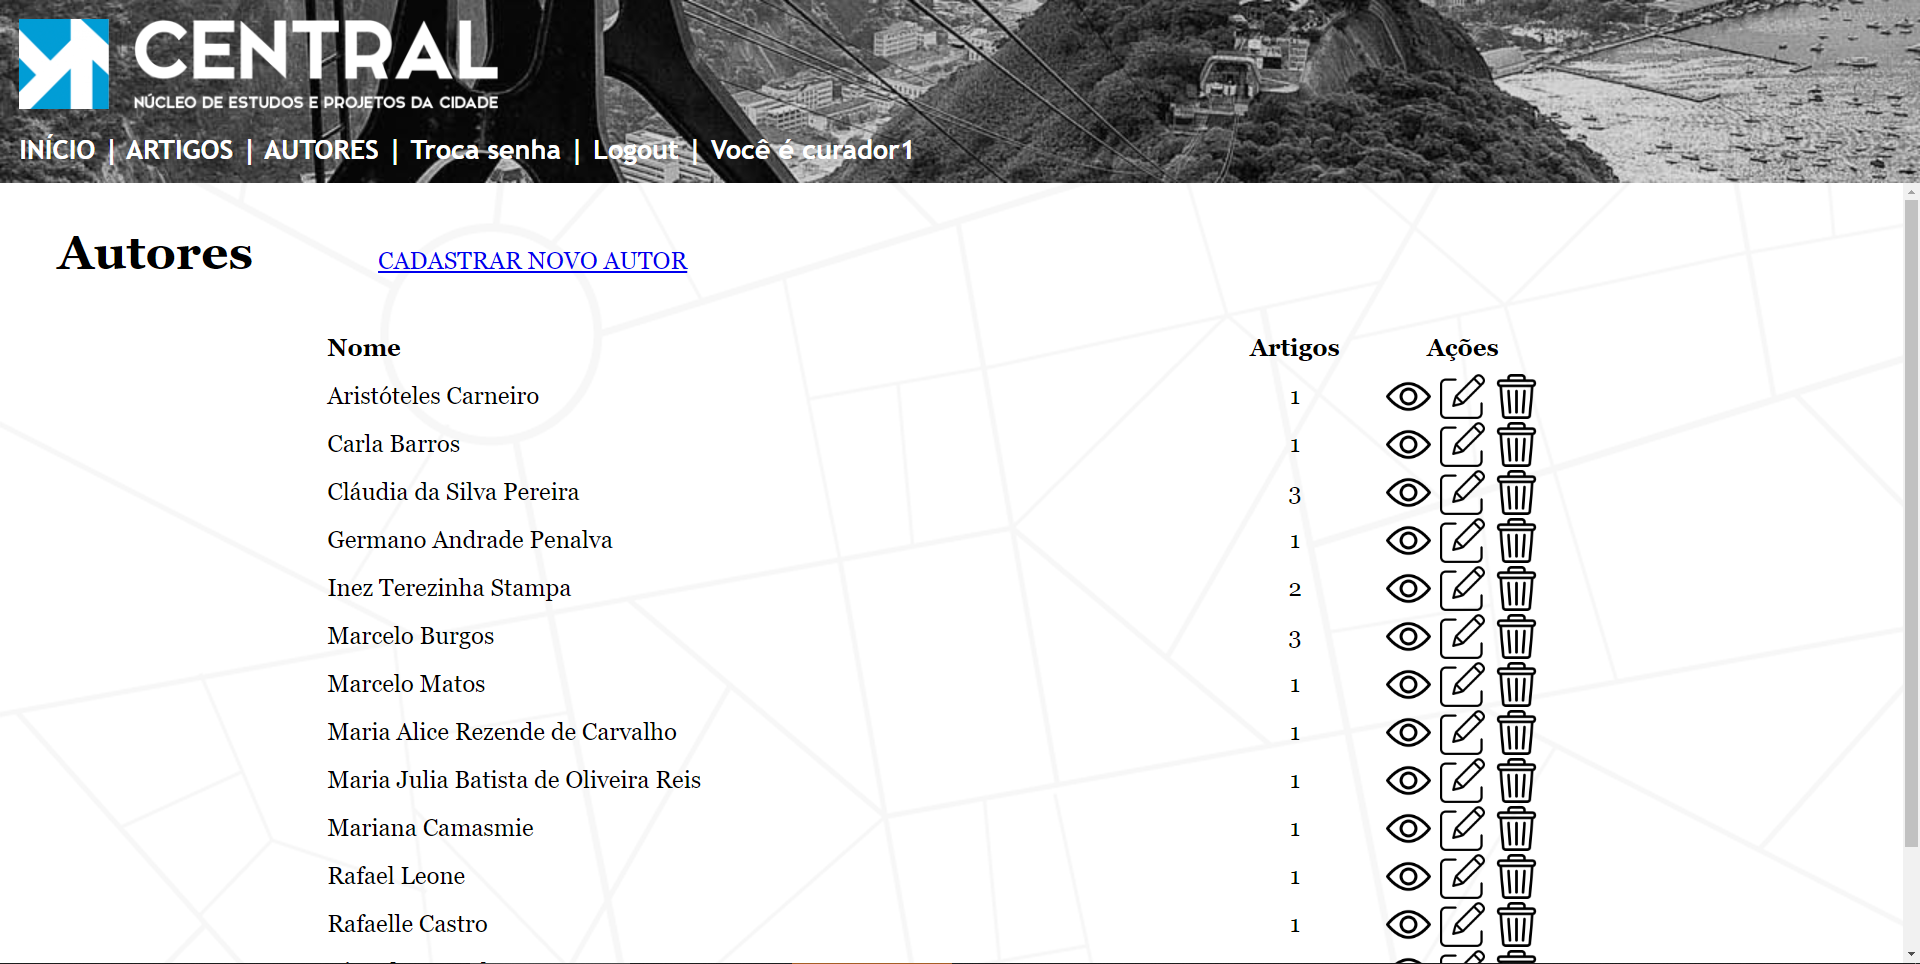 CENTRAL
NÚCLEO DE ESTUDOS E PROJETOS DA CIDADE
INÍCIO | ARTIGOS | AUTORES | Troca senha | Logout | Você é curador1
Autores CADASTRAR NOVO AUTOR
Nome Artigos Ações
Aristóteles Carneiro 1
Carla Barros 1
Cláudia da Silva Pereira 3
Germano Andrade Penalva 1
Inez Terezinha Stampa 2
Marcelo Burgos 3
Marcelo Matos 1
Maria Alice Rezende de Carvalho 1
Maria Julia Batista de Oliveira Reis 1
Mariana Camasmie 1
Rafael Leone 1
Rafaelle Castro 1